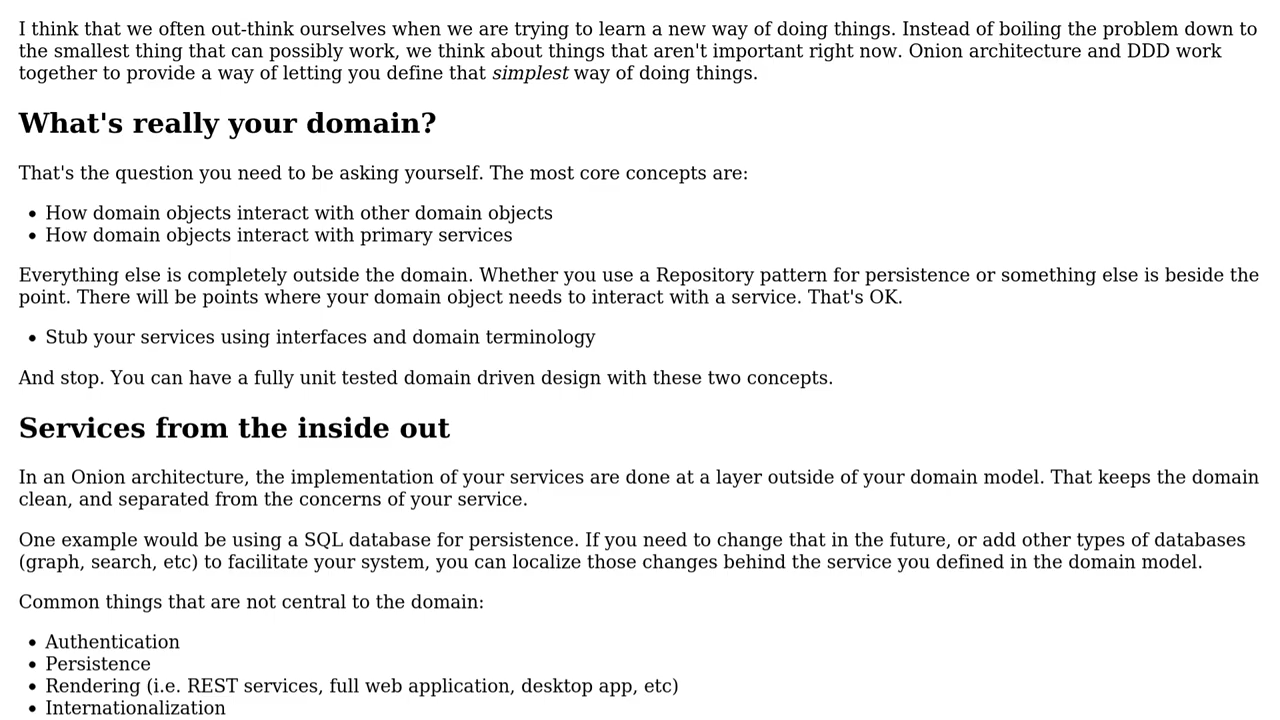 I think that we often out-think ourselves when we are trying to learn a new way of doing things. Instead of boiling the problem down to
the smallest thing that can possibly work, we think about things that aren't important right now. Onion architecture and DDD work
together to provide a way of letting you define that simplest way of doing things.
What's really your domain?
That's the question you need to be asking yourself. The most core concepts are:
• How domain objects interact with other domain objects
• How domain objects interact with primary services
Everything else is completely outside the domain. Whether you use a Repository pattern for persistence or something else is beside the
point. There will be points where your domain object needs to interact with a service. That's OK.
• Stub your services using interfaces and domain terminology
And stop. You can have a fully unit tested domain driven design with these two concepts.
Services from the inside out
In an Onion architecture, the implementation of your services are done at a layer outside of your domain model. That keeps the domain
clean, and separated from the concerns of your service.
One example would be using a SQL database for persistence. If you need to change that in the future, or add other types of databases
(graph, search, etc) to facilitate your system, you can localize those changes behind the service you defined in the domain model.
Common things that are not central to the domain:
• Authentication
• Persistence
• Rendering (i.e. REST services, full web application, desktop app, etc)
• Internationalization